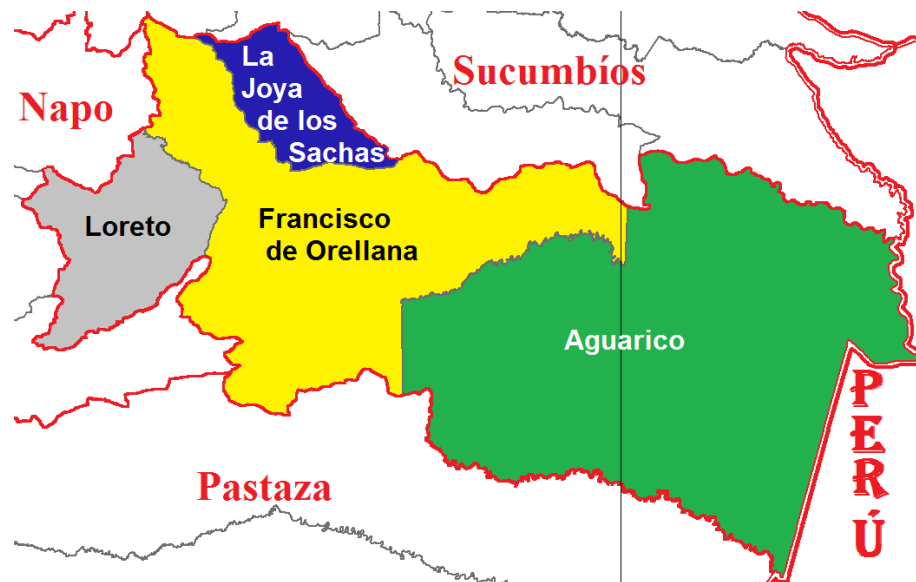 La
Joya
de los
Sachas
Sucumbíos
Napo
Loreto
Francisco
de Orellana
Aguarico
PERÚ
Pastaza